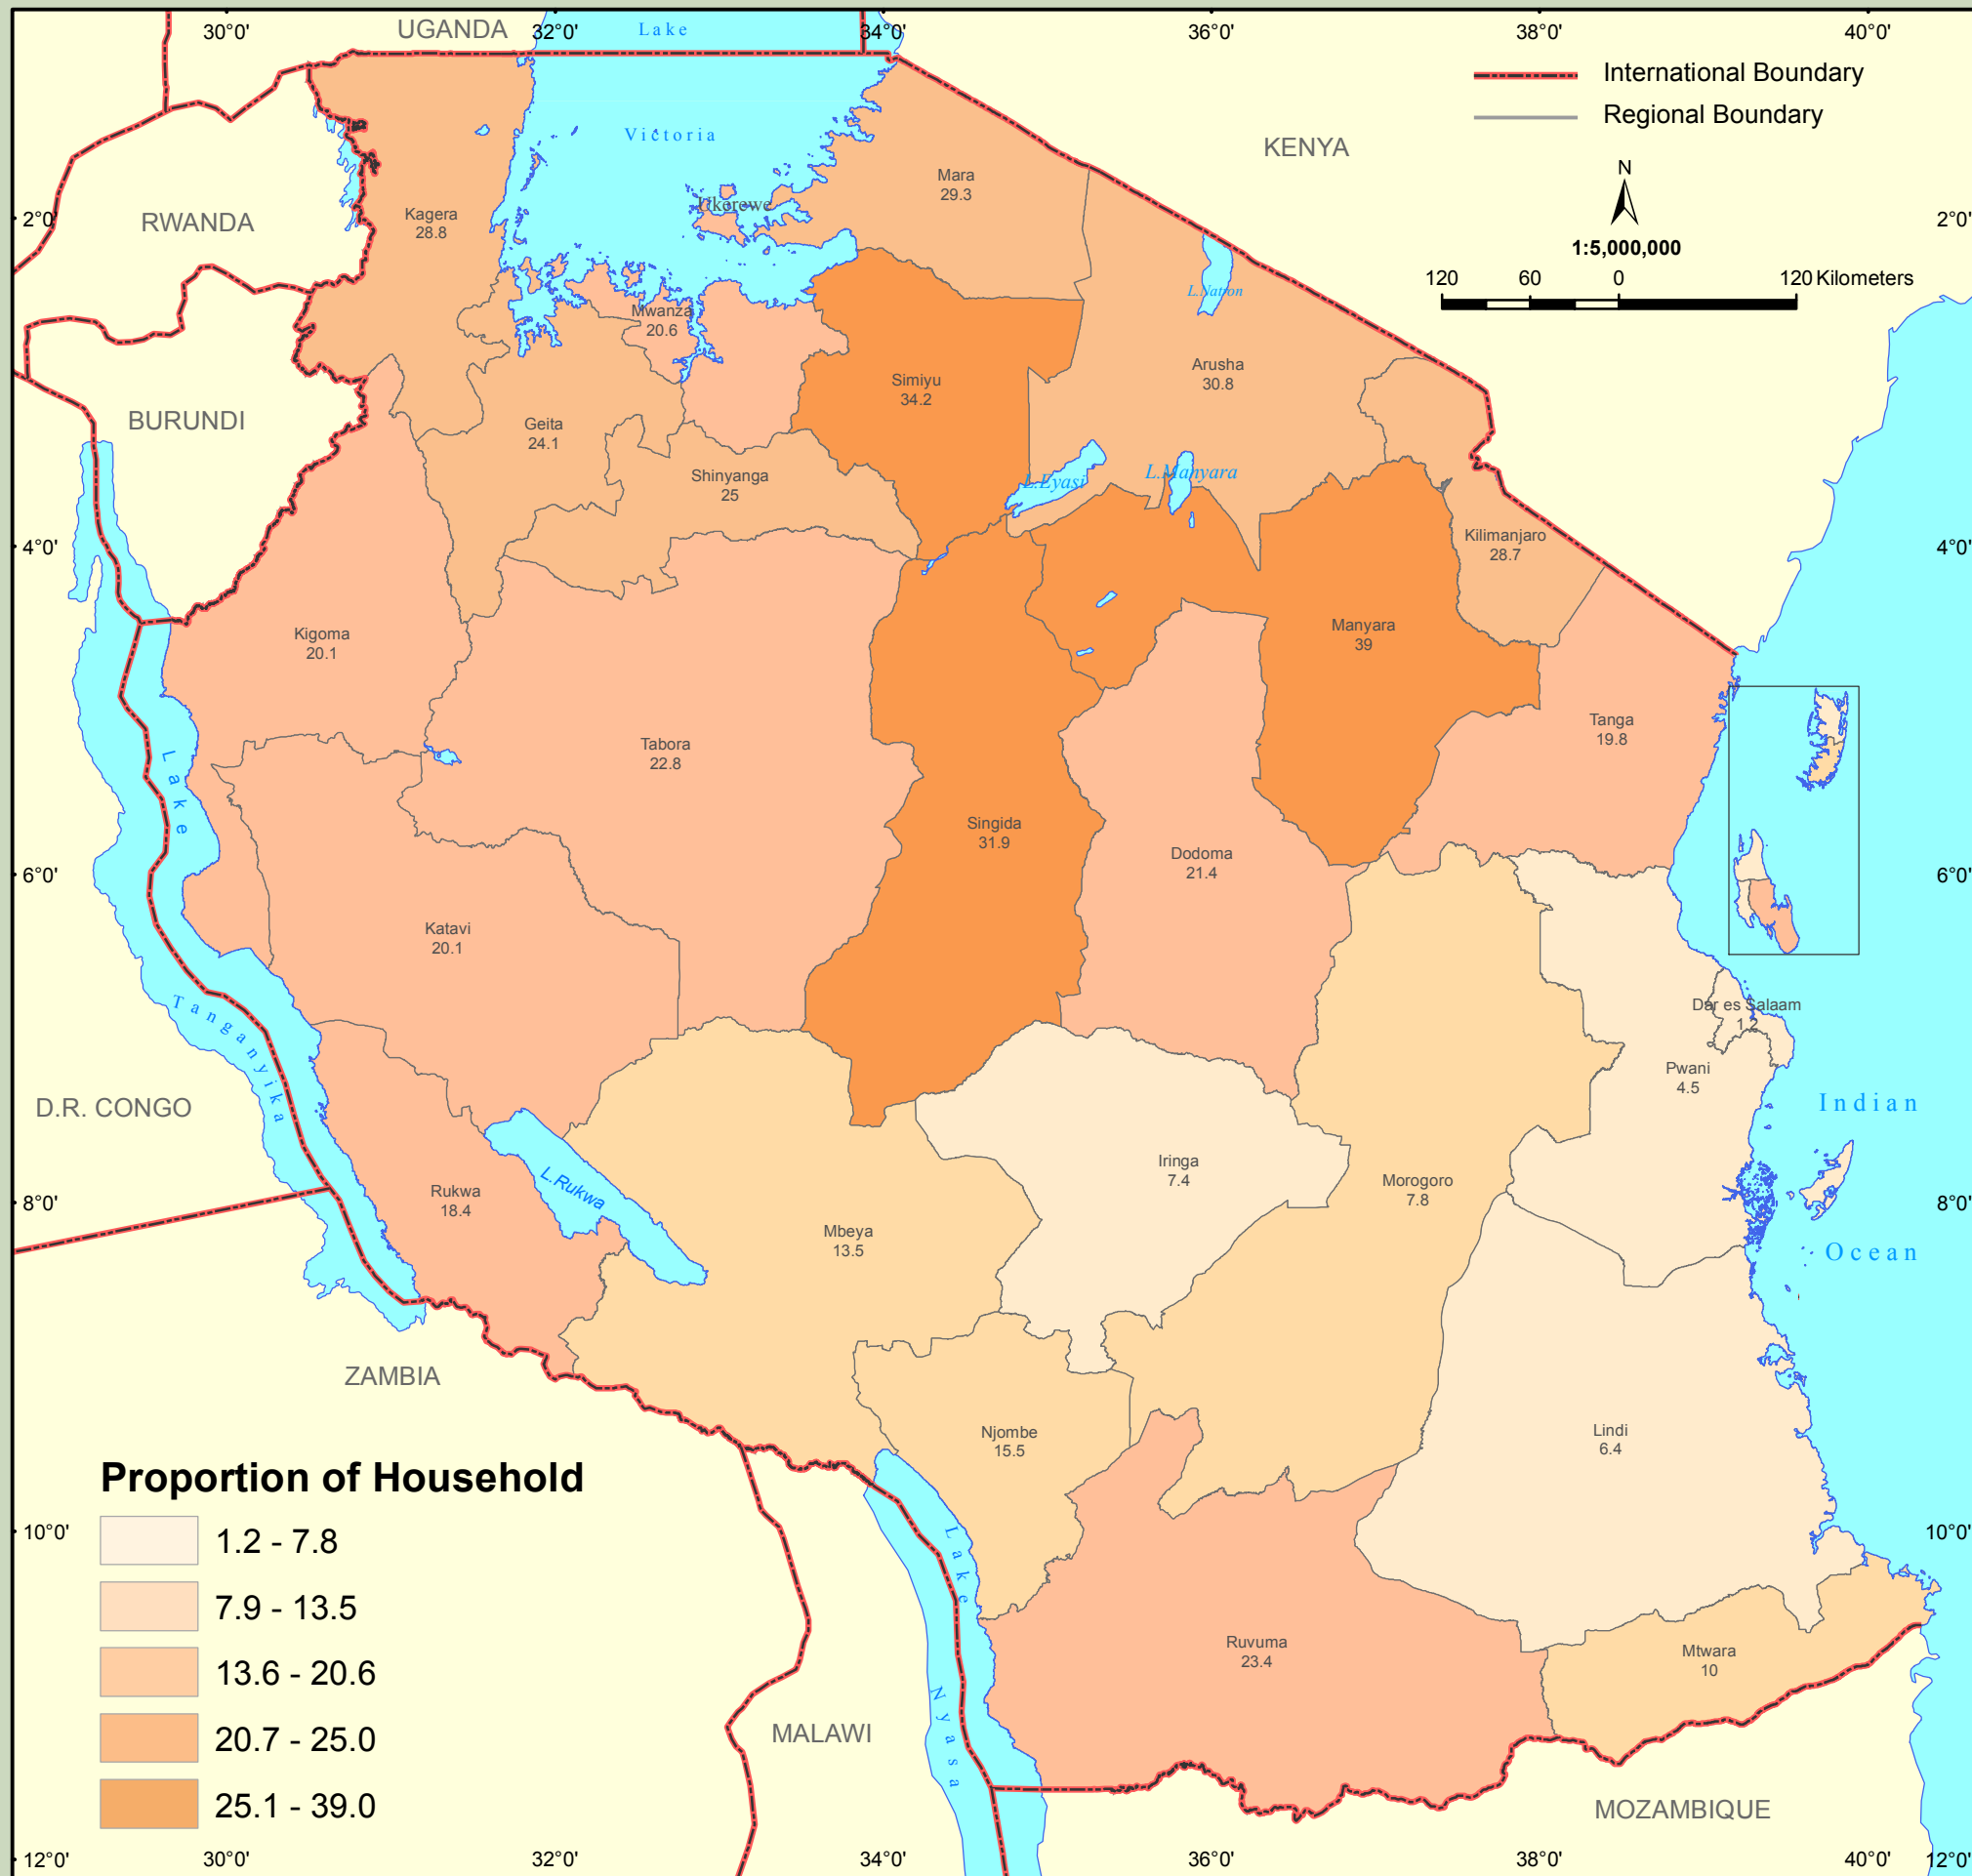 30°0'
UGANDA
32°0'
Lake
34°0'
36°0'
38°0'
40°0'
International Boundary
Regional Boundary
KENYA
N
1:5,000,000
120 60 0 120 Kilometers
Victoria
Ukerewe
Mara
29.3
RWANDA
2°0'
2°0'
Kagera
28.8
L.Natron
Mwanza
20.6
BURUNDI
Simiyu
34.2
Arusha
30.8
Geita
24.1
Shinyanga
25
L.Eyasi
L.Manyara
Kilimanjaro
28.7
4°0'
4°0'
Kigoma
20.1
Manyara
39
Tabora
22.8
Tanga
19.8
Singida
31.9
Dodoma
21.4
6°0'
6°0'
Katavi
20.1
Lake
Tanganyika
Dar es Salaam
1.2
Pwani
4.5
D.R. CONGO
Indian
Ocean
Iringa
7.4
Morogoro
7.8
Rukwa
18.4
L.Rukwa
8°0'
8°0'
Mbeya
13.5
ZAMBIA
Njombe
15.5
Lindi
6.4
Proportion of Household
1.2 - 7.8
7.9 - 13.5
13.6 - 20.6
20.7 - 25.0
25.1 - 39.0
10°0'
10°0'
Lake
Nyasa
Ruvuma
23.4
Mtwara
10
MALAWI
MOZAMBIQUE
12°0'
30°0'
32°0'
34°0'
36°0'
38°0'
40°0'
12°0'